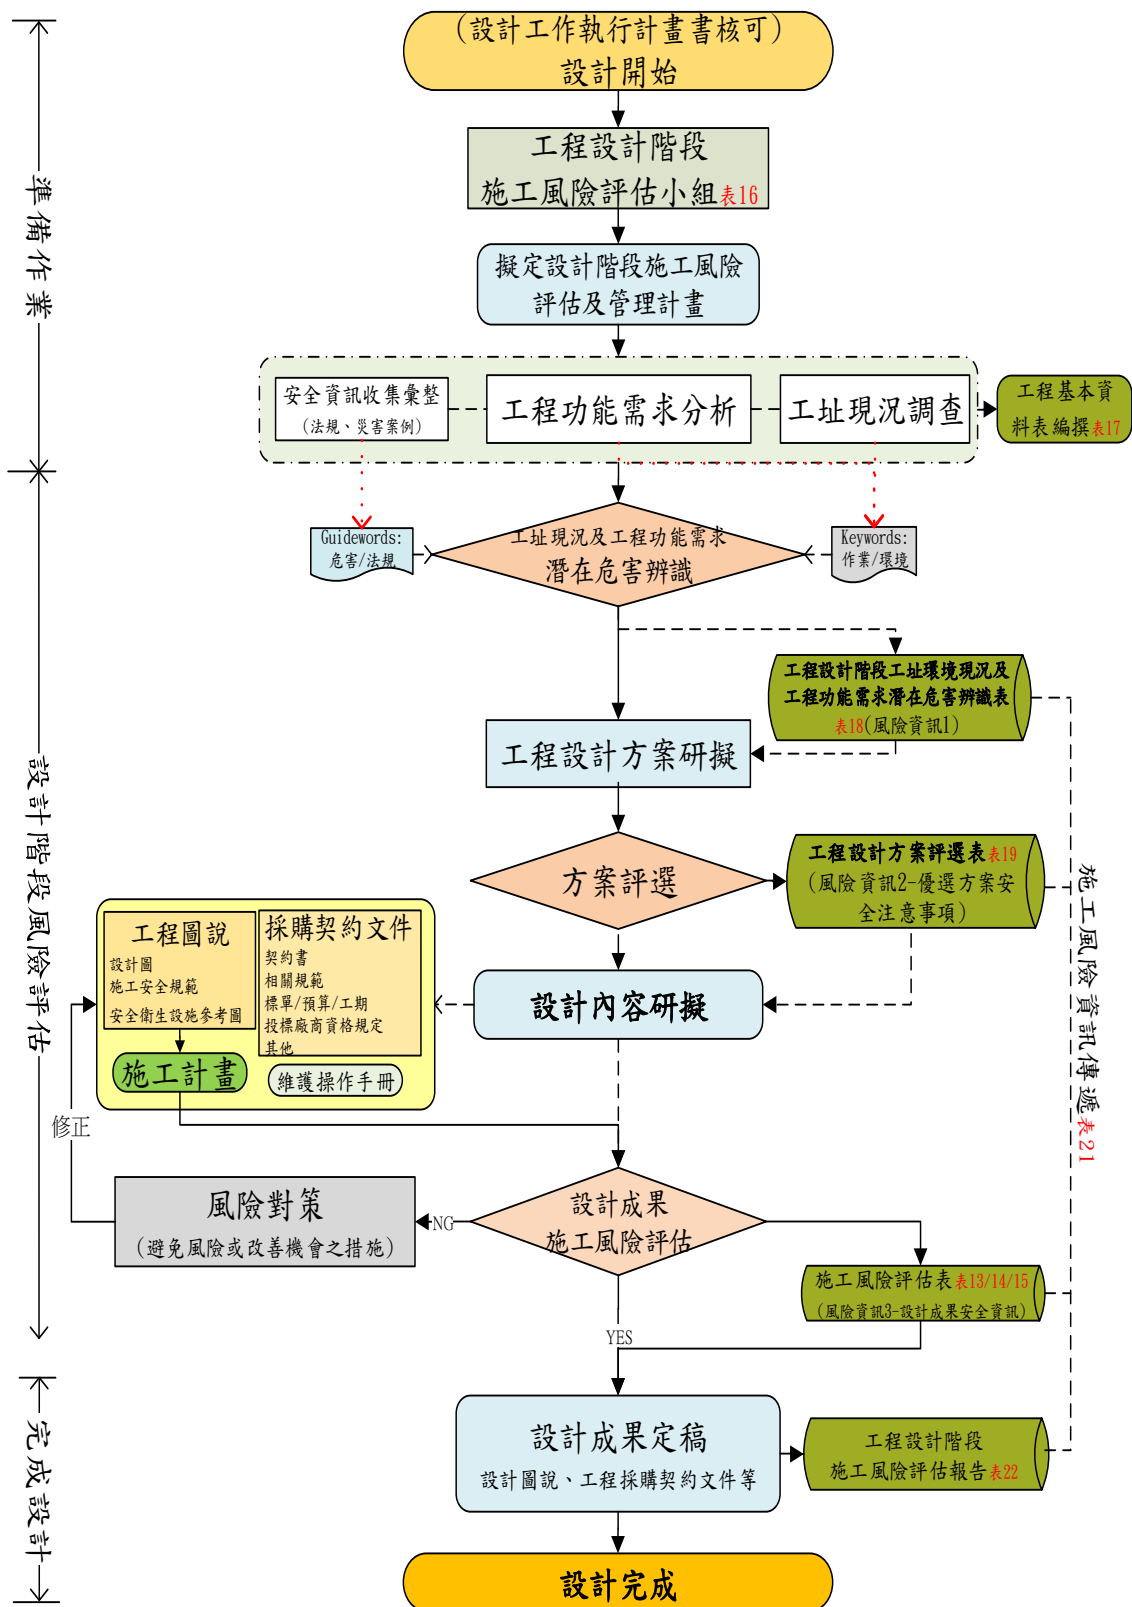 (設計工作執行計畫書核可)
設計開始
工程設計階段
施工風險評估小組表16
擬定設計階段施工風險
評估及管理計畫
準備作業
安全資訊收集彙整
(法規、災害案例)
工程功能需求分析
工址現況調查
工程基本資
料表編撰表17
Guidewords:
危害/法規
工址現況及工程功能需求
潛在危害辨識
Keywords:
作業/環境
工程設計階段工址環境現況及
工程功能需求潛在危害辨識表
表18(風險資訊1)
工程設計方案研擬
設計階段風險評估
方案評選
工程設計方案評選表表19
(風險資訊2-優選方案安
全注意事項)
施工風險資訊傳遞表21
工程圖說
設計圖
施工安全規範
安全衛生設施參考圖
採購契約文件
契約書
相關規範
標單/預算/工期
投標廠商資格規定
其他
施工計畫
維護操作手冊
設計內容研擬
修正
風險對策
(避免風險或改善機會之措施)
NG
設計成果
施工風險評估
施工風險評估表表13/14/15
(風險資訊3-設計成果安全資訊)
YES
完成設計
設計成果定稿
設計圖說、工程採購契約文件等
工程設計階段
施工風險評估報告表22
設計完成